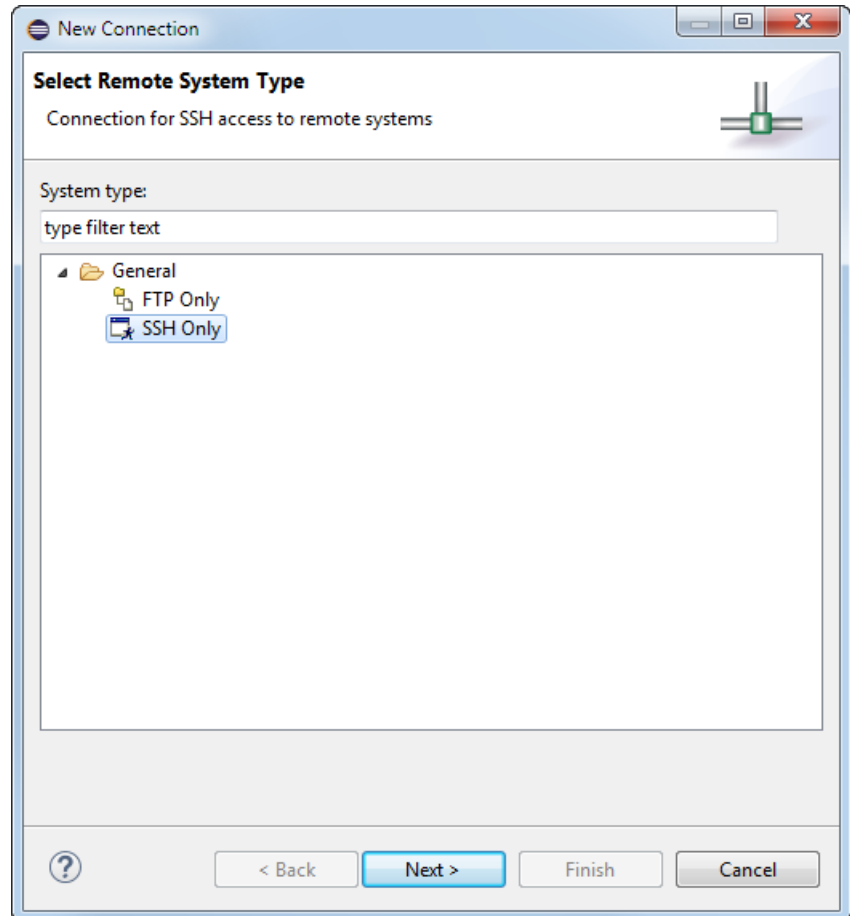 New Connection
Select Remote System Type
Connection for SSH access to remote systems
System type:
type filter text
General
FTP Only
SSH Only
? < Back Next > Finish Cancel